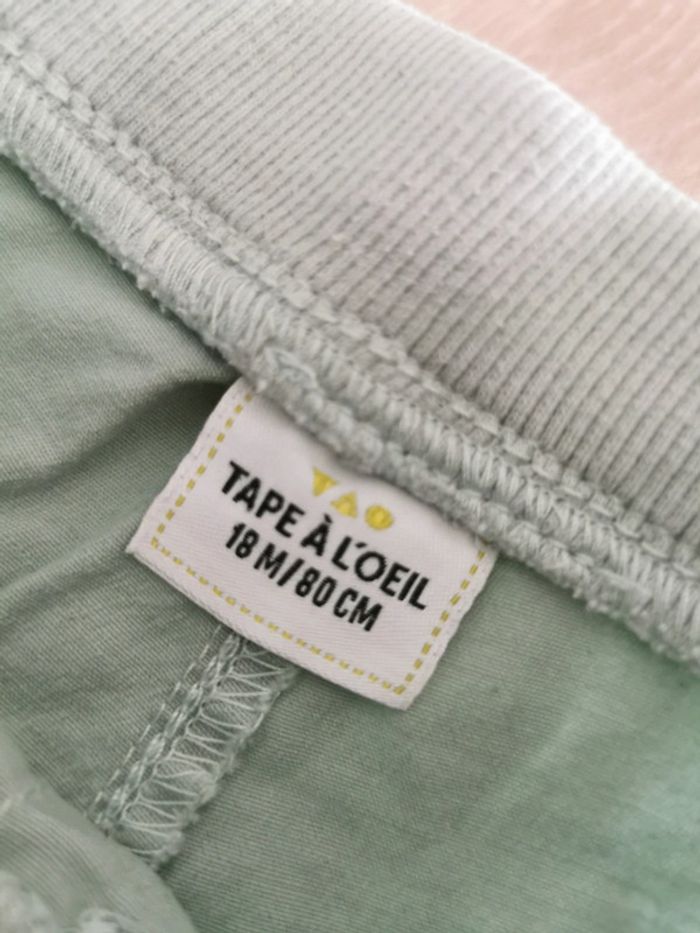 TAO
TAPE À L'OEIL
18 M/80 CM